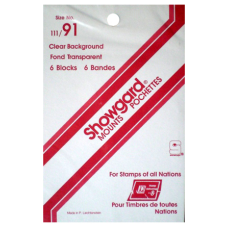 Size
111/91
Clear Background
Fond Transparent
6 Blocks 6 Bandes
Showgard®
MOUNTS POCHETTES
For Stamps of all Nations
Pour Timbres de toutes
Nations